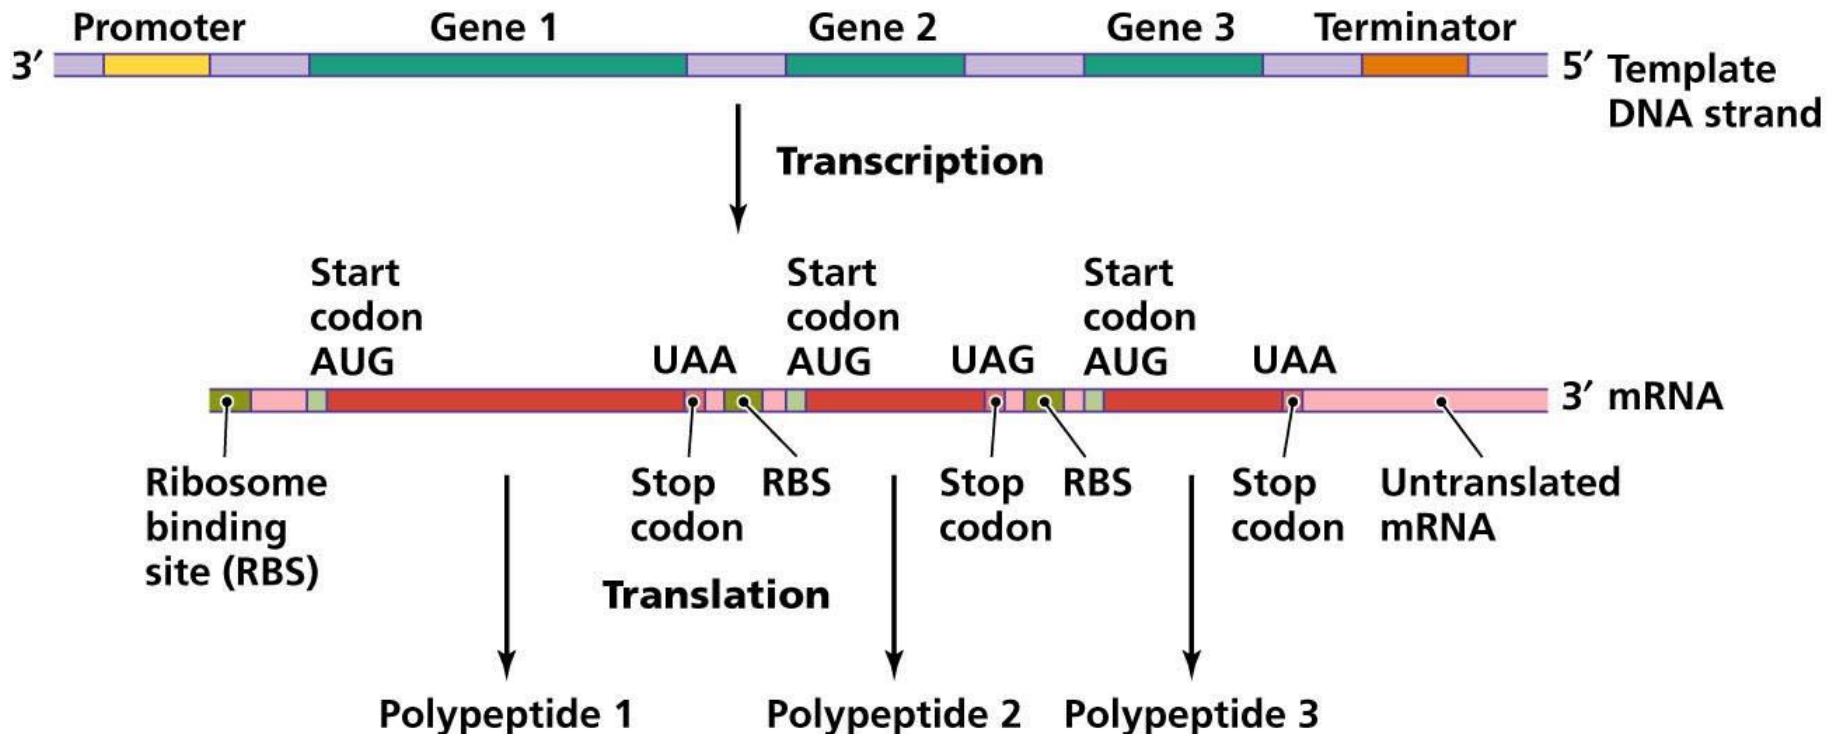 Promoter Gene 1 Gene 2 Gene 3 Terminator
3′ 5′ Template
DNA strand
Transcription
Start Start Start
codon codon codon
AUG UAA AUG UAG AUG UAA
3′ mRNA
Ribosome Stop RBS Stop RBS Stop Untranslated
binding codon codon codon mRNA
site (RBS)
Translation
Polypeptide 1 Polypeptide 2 Polypeptide 3